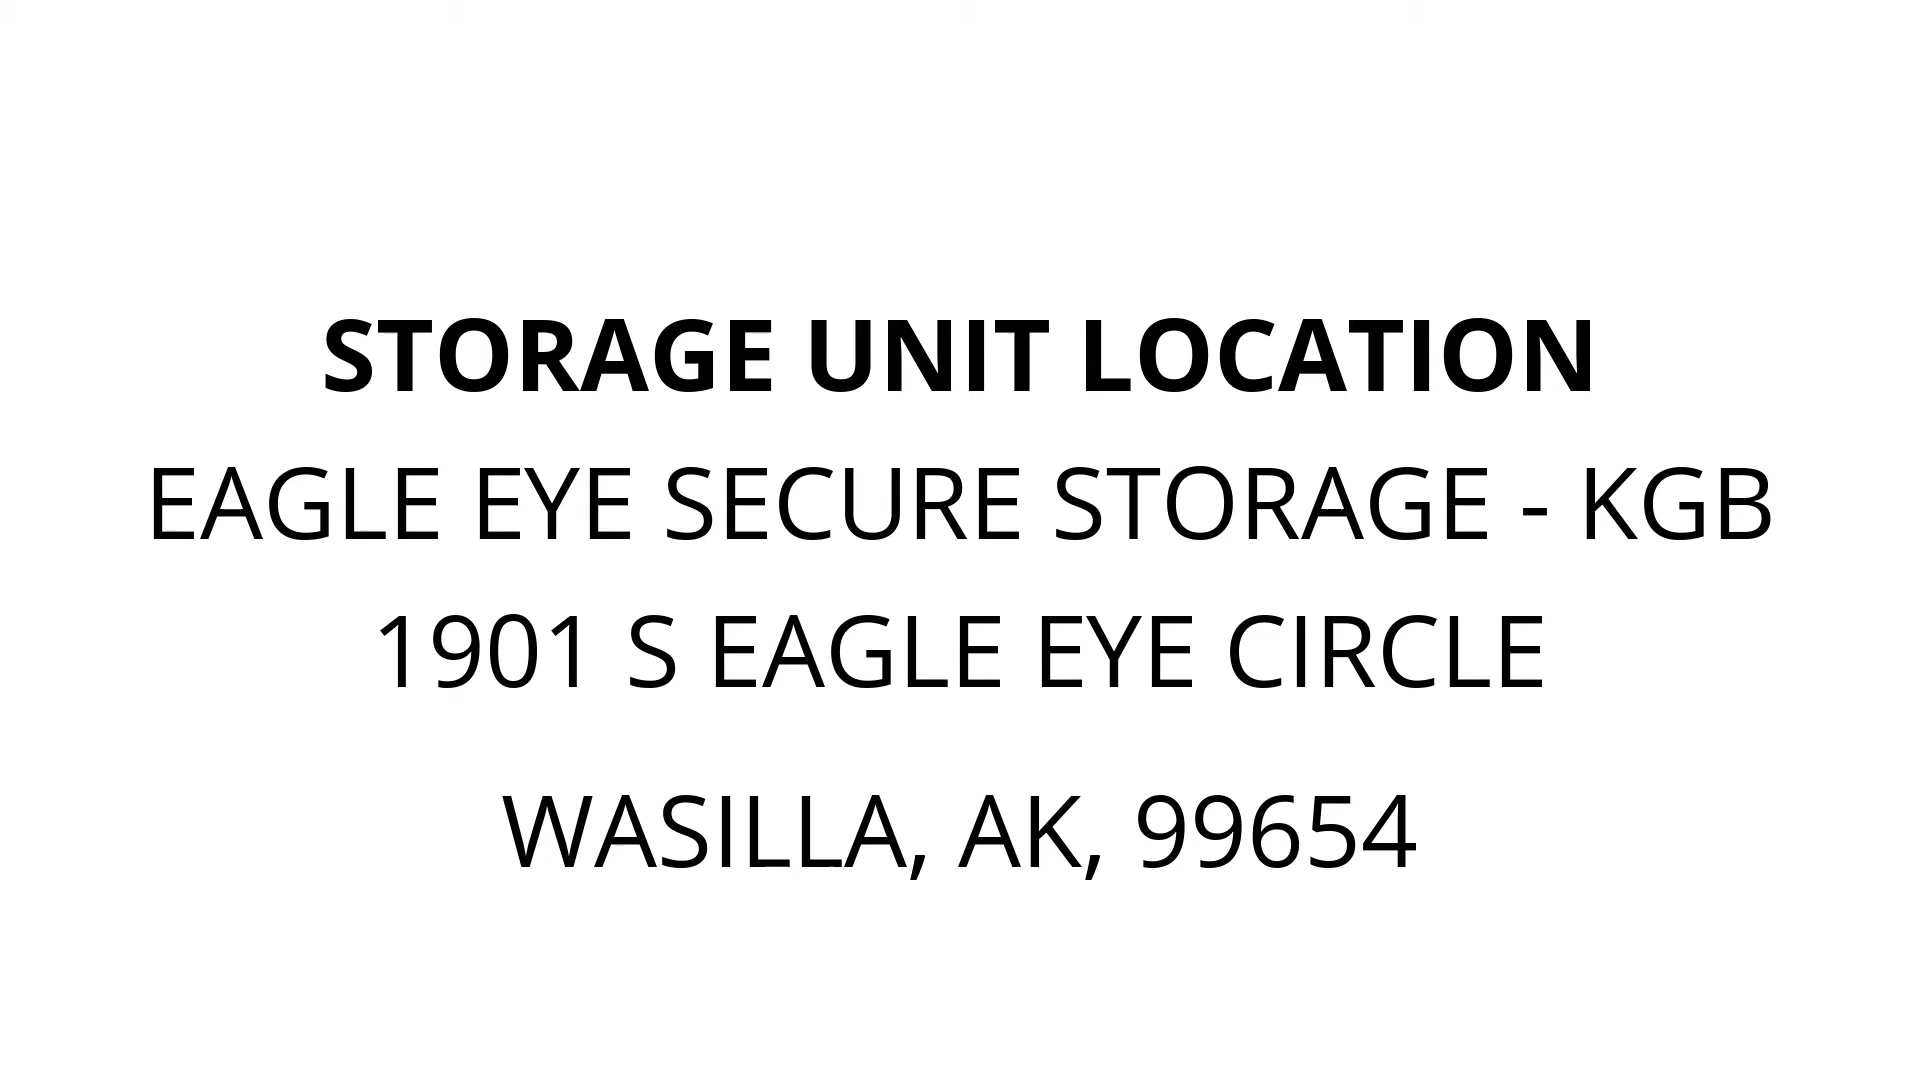 STORAGE UNIT LOCATION
EAGLE EYE SECURE STORAGE - KGB
1901 S EAGLE EYE CIRCLE
WASILLA, AK, 99654